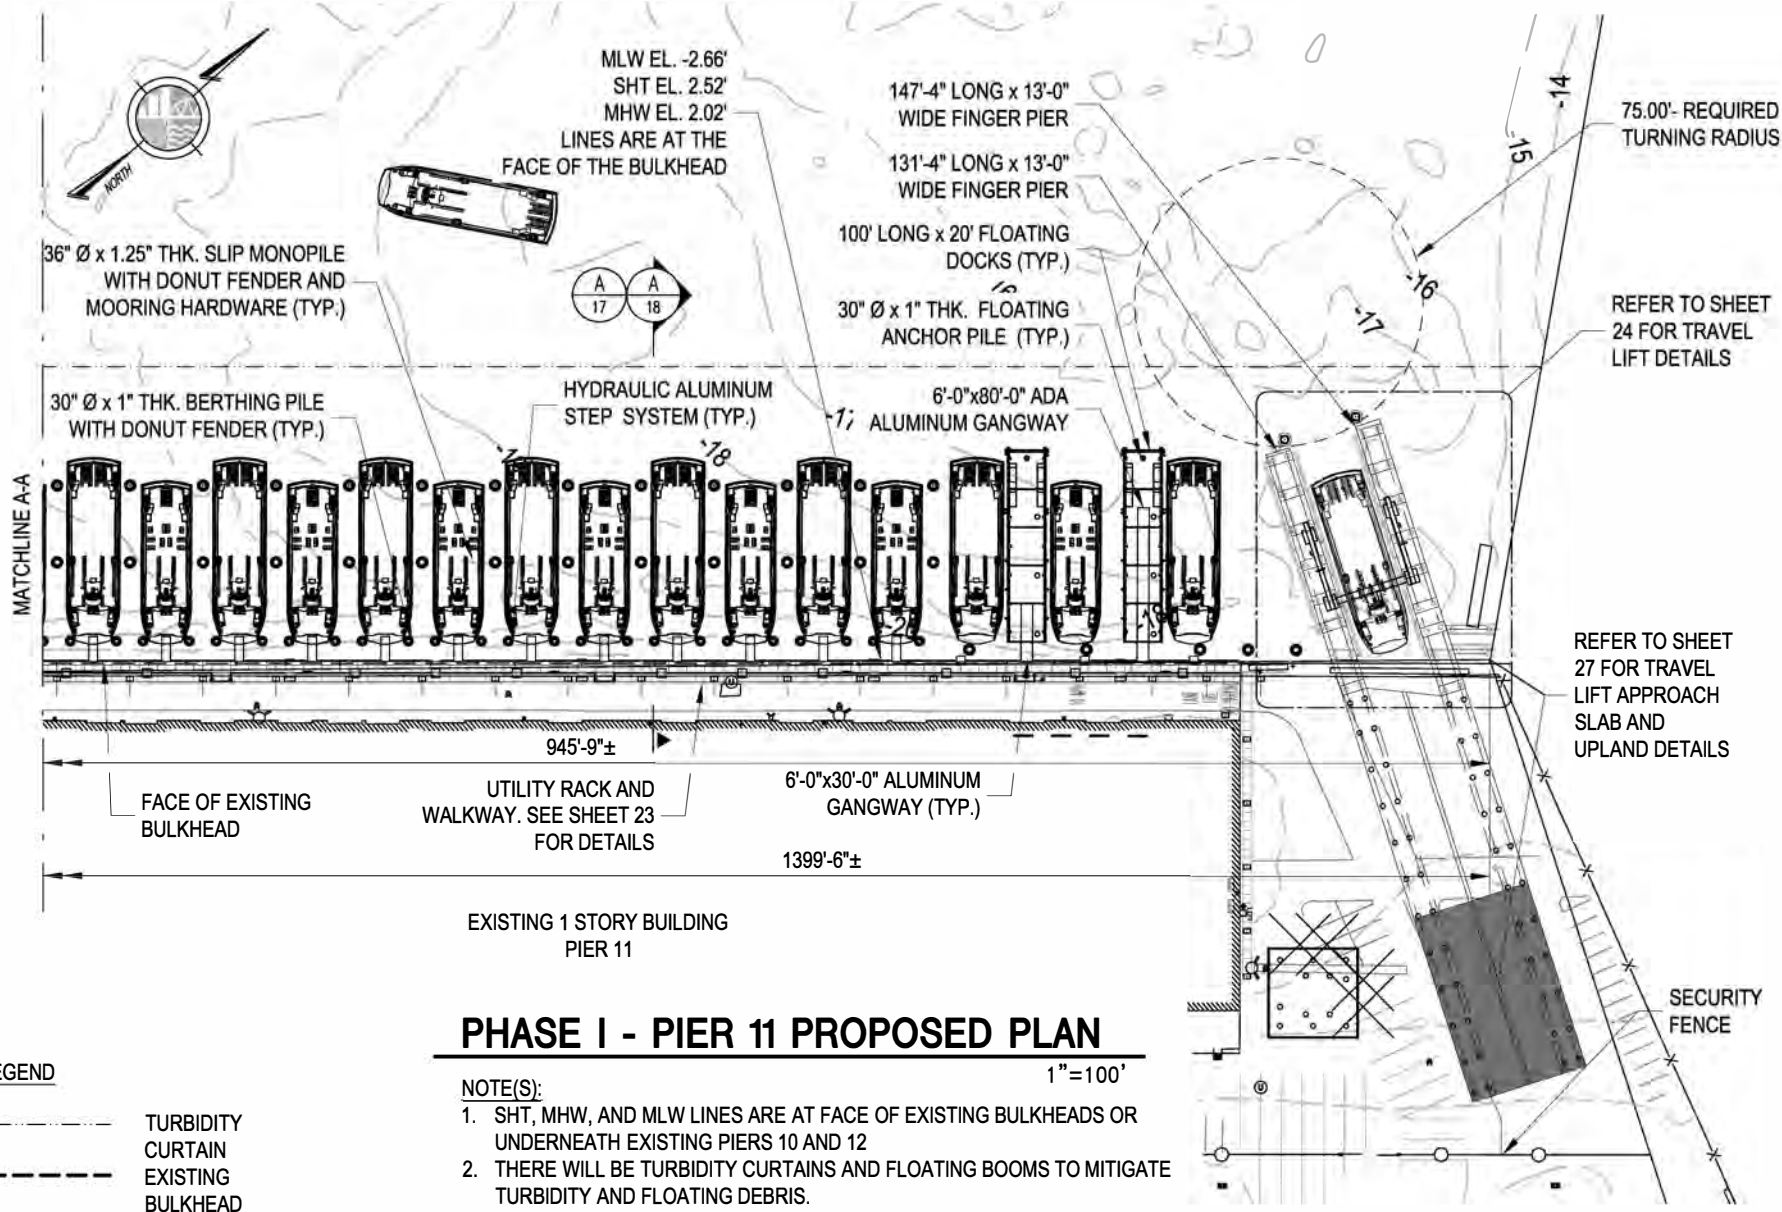 MLW EL. -2.66'
SHT EL. 2.52'
MHW EL. 2.02'
LINES ARE AT THE
FACE OF THE BULKHEAD
147'-4" LONG x 13'-0"
WIDE FINGER PIER
131'-4" LONG x 13'-0"
WIDE FINGER PIER
100' LONG x 20' FLOATING
DOCKS (TYP.)
30" Ø x 1" THK. FLOATING
ANCHOR PILE (TYP.)
6'-0"x80'-0" ADA
ALUMINUM GANGWAY
-14
-15
-16
-17
75.00'- REQUIRED
TURNING RADIUS
REFER TO SHEET
24 FOR TRAVEL
LIFT DETAILS
NORTH
36" Ø x 1.25" THK. SLIP MONOPILE
WITH DONUT FENDER AND
MOORING HARDWARE (TYP.)
A
17
A
18
30" Ø x 1" THK. BERTHING PILE
WITH DONUT FENDER (TYP.)
HYDRAULIC ALUMINUM
STEP SYSTEM (TYP.)
-18
MATCHLINE A-A
REFER TO SHEET
27 FOR TRAVEL
LIFT APPROACH
SLAB AND
UPLAND DETAILS
945'-9"±
FACE OF EXISTING
BULKHEAD
UTILITY RACK AND
WALKWAY. SEE SHEET 23
FOR DETAILS
6'-0"x30'-0" ALUMINUM
GANGWAY (TYP.)
1399'-6"±
EXISTING 1 STORY BUILDING
PIER 11
SECURITY
FENCE
PHASE I - PIER 11 PROPOSED PLAN
1"=100'
NOTE(S):
1. SHT, MHW, AND MLW LINES ARE AT FACE OF EXISTING BULKHEADS OR
UNDERNEATH EXISTING PIERS 10 AND 12
2. THERE WILL BE TURBIDITY CURTAINS AND FLOATING BOOMS TO MITIGATE
TURBIDITY AND FLOATING DEBRIS.
EGEND
TURBIDITY
CURTAIN
EXISTING
BULKHEAD